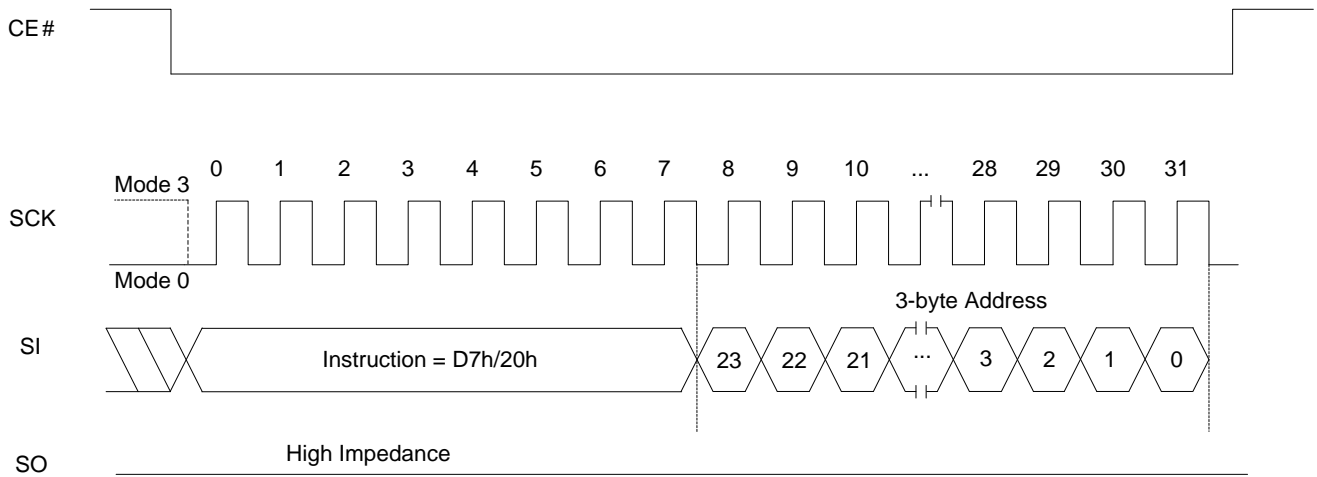 CE#
0 1 2 3 4 5 6 7 8 9 10 ... 28 29 30 31
Mode 3
SCK
Mode 0
3-byte Address
SI
Instruction = D7h/20h
23 22 21 ... 3 2 1 0
High Impedance
SO